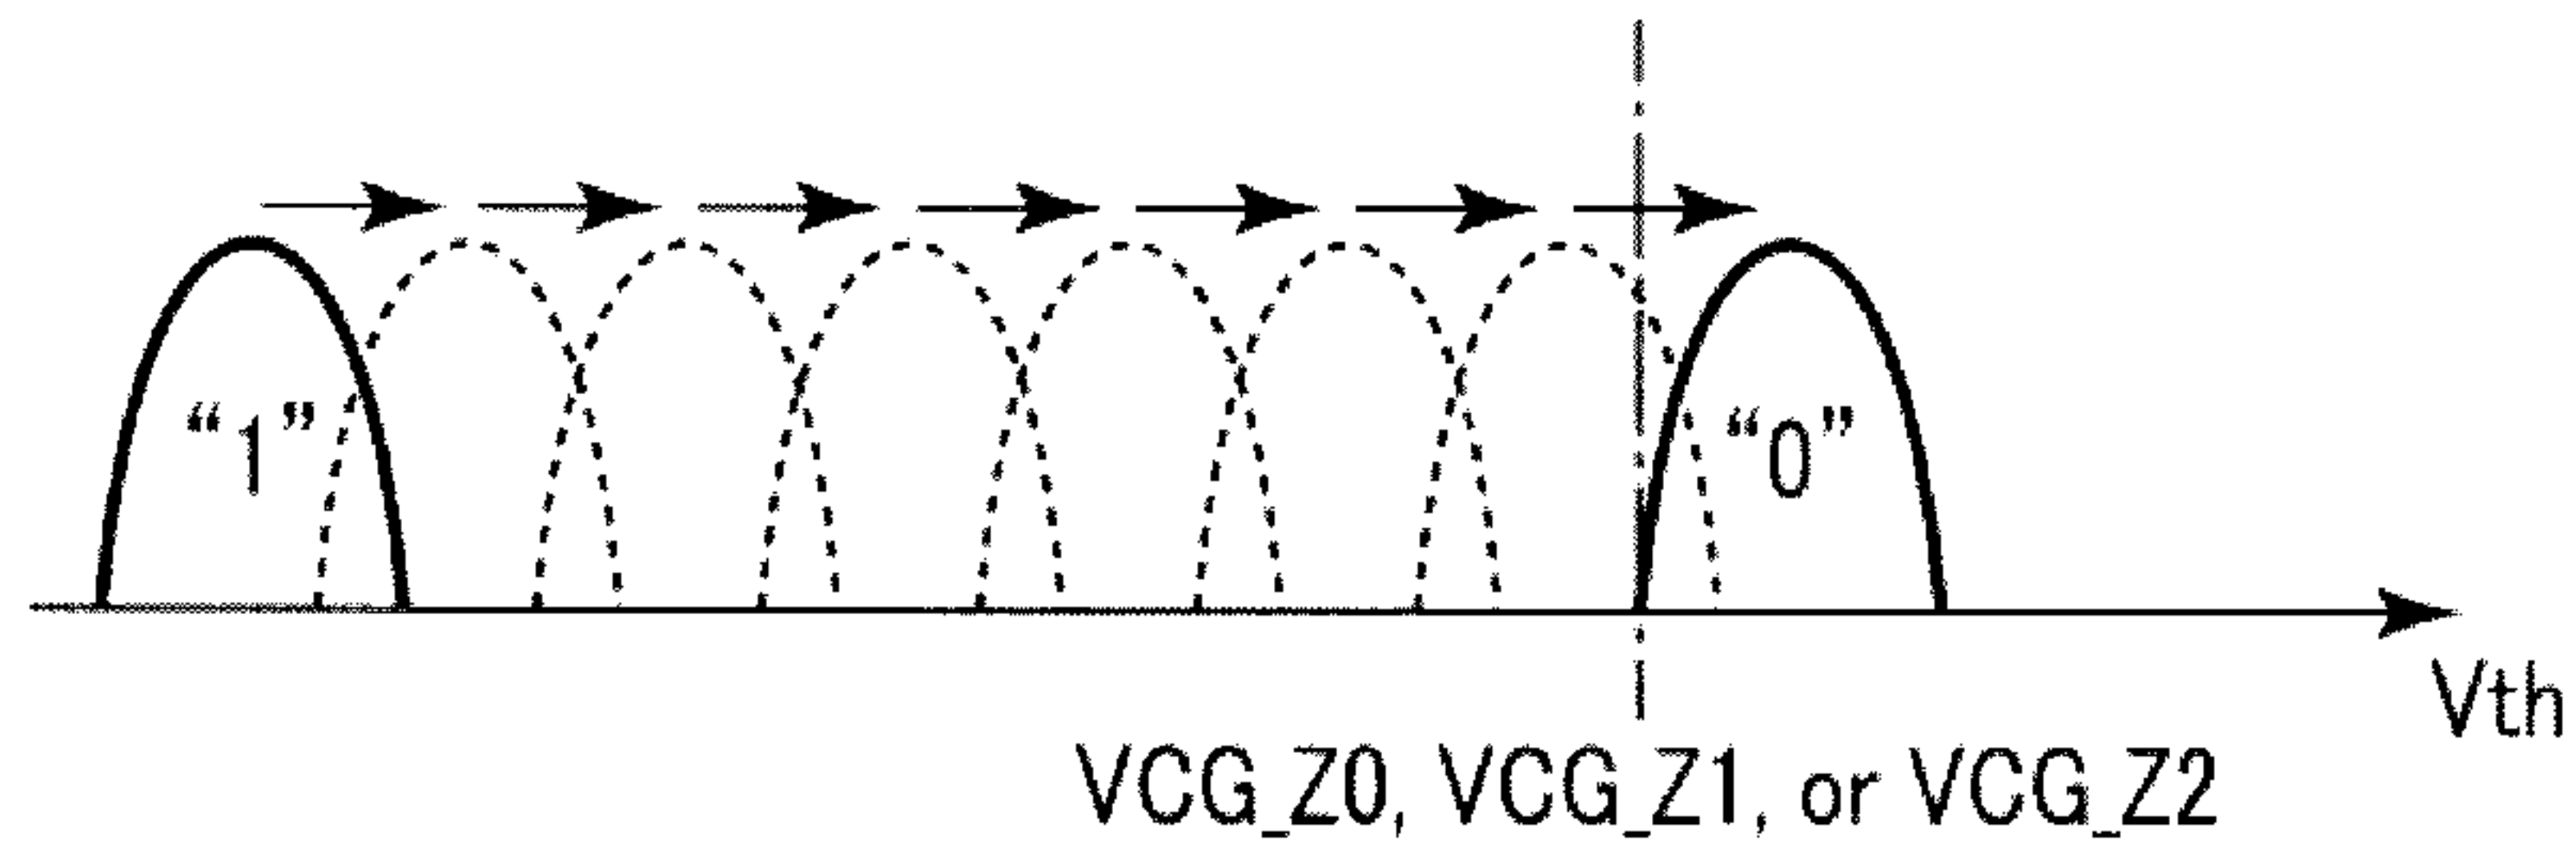 “1” “0”
Vth
VCG_Z0, VCG_Z1, or VCG_Z2